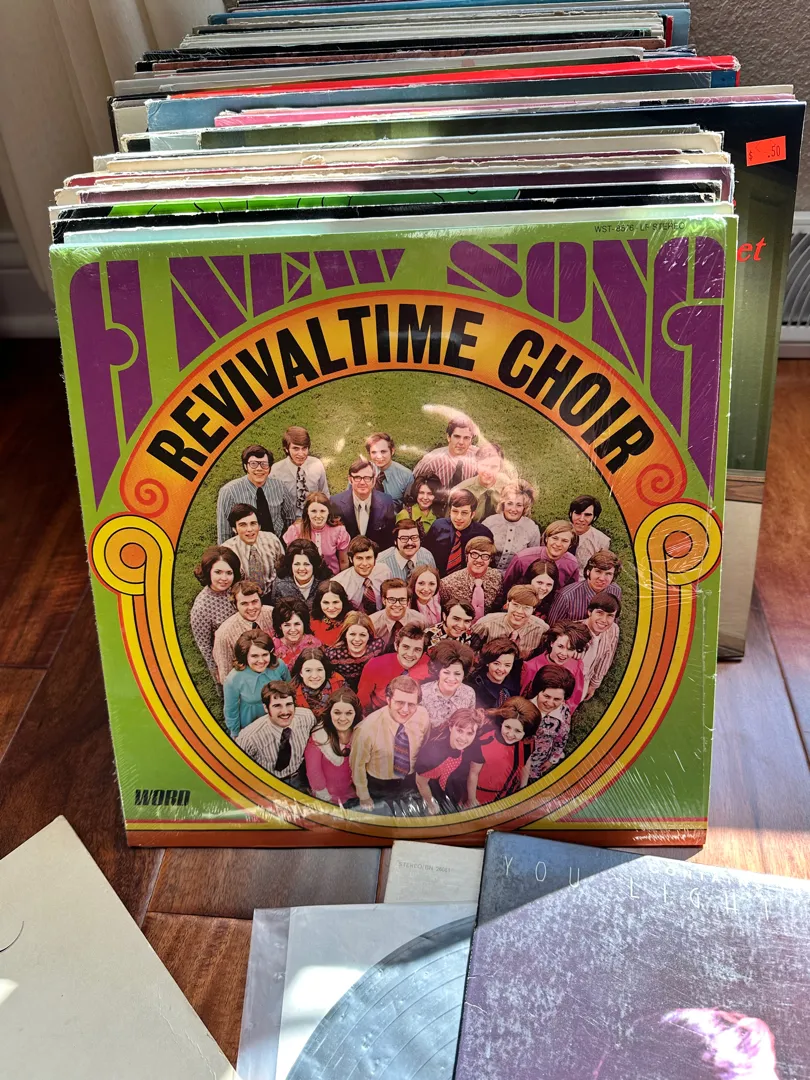 $ .50
WST-8576 LP STEREO
A NEW SONG
et
REVIVALTIME CHOIR
WORD
YOU
LIGHT